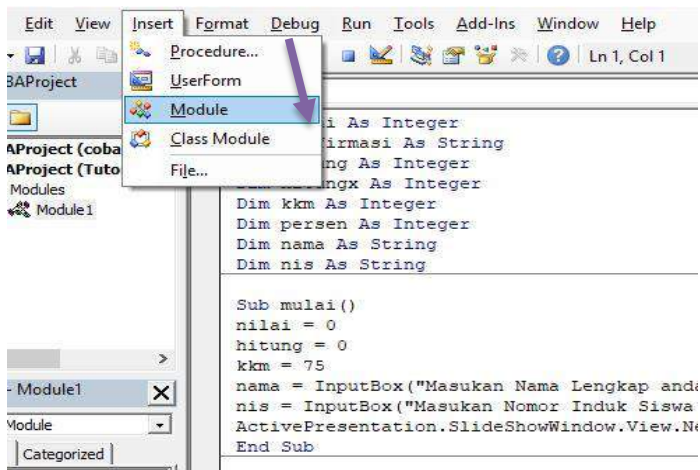 Edit View Insert Format Debug Run Tools Add-Ins Window Help
Ln 1, Col 1
Procedure...
UserForm
Module
Class Module
File...
BAProject
AProject (coba
AProject (Tuto
Modules
Module1
i As Integer
firmasi As String
ng As Integer
As Integer
Dim kkm As Integer
Dim persen As Integer
Dim nama As String
Dim nis As String
Sub mulai()
nilai = 0
hitung = 0
kkm = 75
nama = InputBox("Masukan Nama Lengkap anda
nis = InputBox("Masukan Nomor Induk Siswa
ActivePresentation.SlideShowWindow.View.Ne
End Sub
- Module1
Module
Categorized